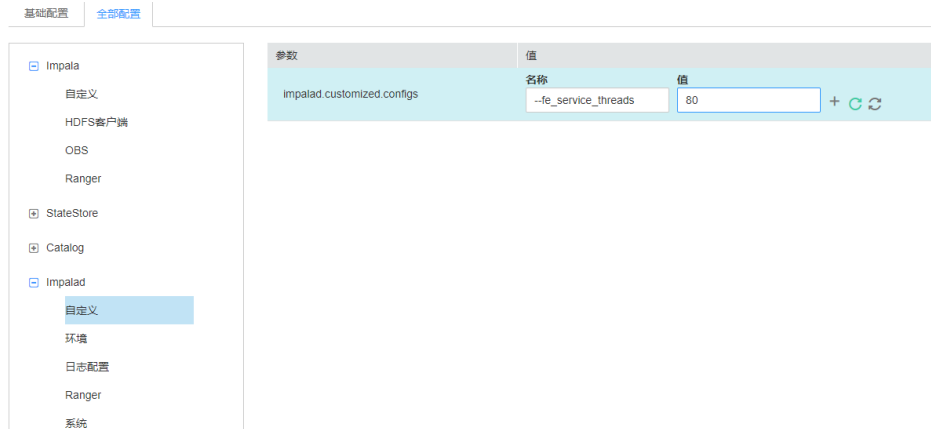 基础配置 全部配置
Impala
自定义
HDFS客户端
OBS
Ranger
StateStore
Catalog
Impalad
自定义
环境
日志配置
Ranger
系统
参数 值
名称 值
impalad.customized.configs --fe_service_threads 80